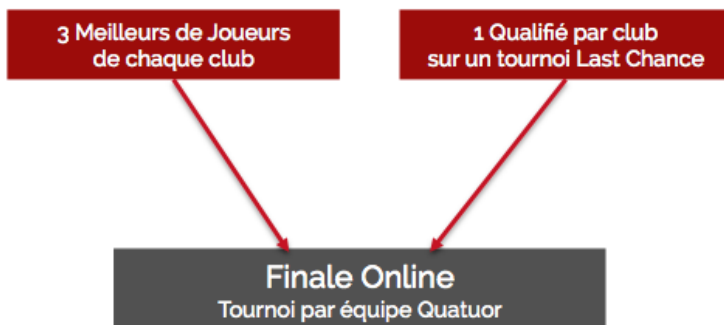 3 Meilleurs de Joueurs
de chaque club
1 Qualifié par club
sur un tournoi Last Chance
Finale Online
Tournoi par équipe Quatuor